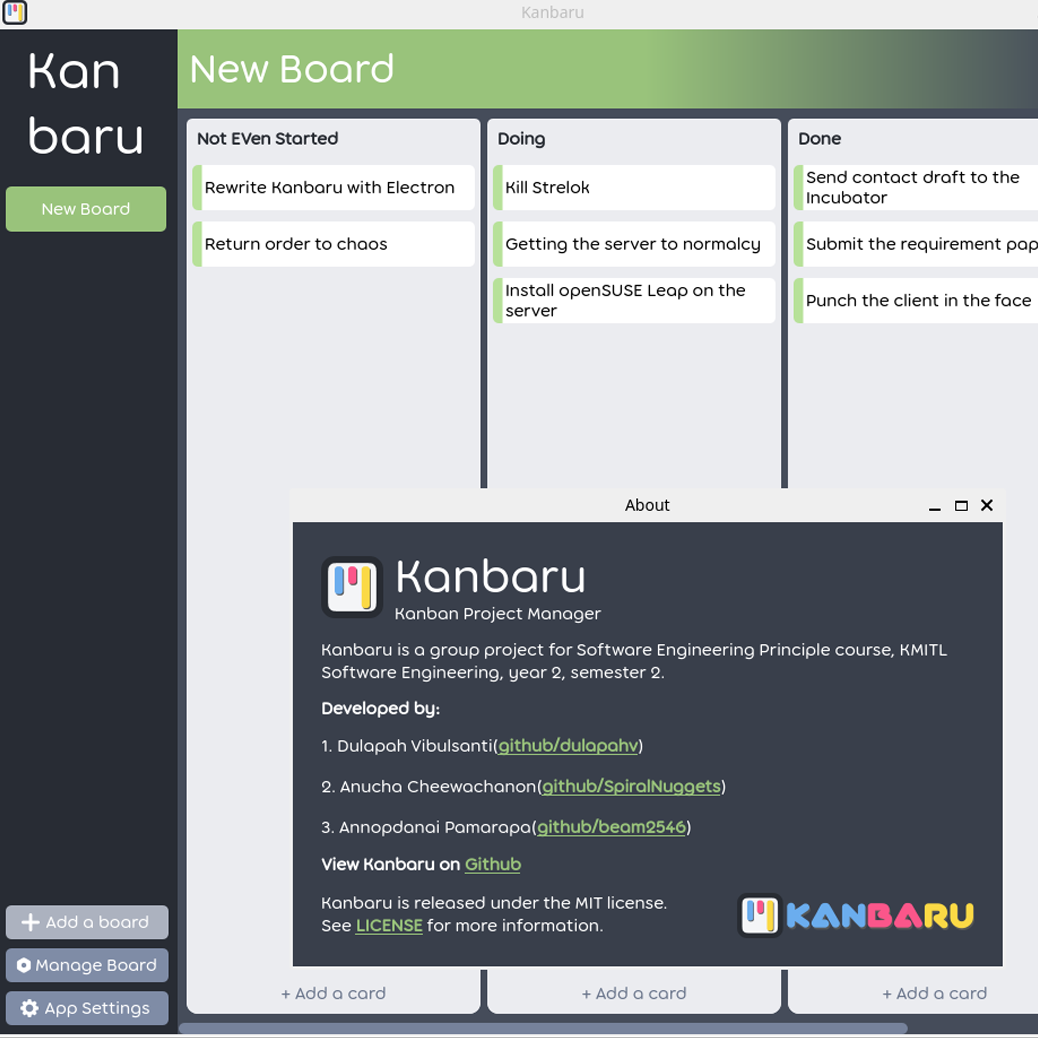 Kanbaru
Kan
baru
New Board
New Board
Not EVen Started
Rewrite Kanbaru with Electron
Return order to chaos
Doing
Kill Strelok
Getting the server to normalcy
Install openSUSE Leap on the
server
Done
Send contact draft to the
Incubator
Submit the requirement pap
Punch the client in the face
About
Kanbaru
Kanban Project Manager
Kanbaru is a group project for Software Engineering Principle course, KMITL
Software Engineering, year 2, semester 2.
Developed by:
1. Dulapah Vibulsanti(github/dulapahv)
2. Anucha Cheewachanon(github/SpiralNuggets)
3. Annopdanai Pamarapa(github/beam2546)
View Kanbaru on Github
Kanbaru is released under the MIT license.
See LICENSE for more information.
KANBARU
+ Add a card
+ Add a card
+ Add a card
Add a board
Manage Board
App Settings